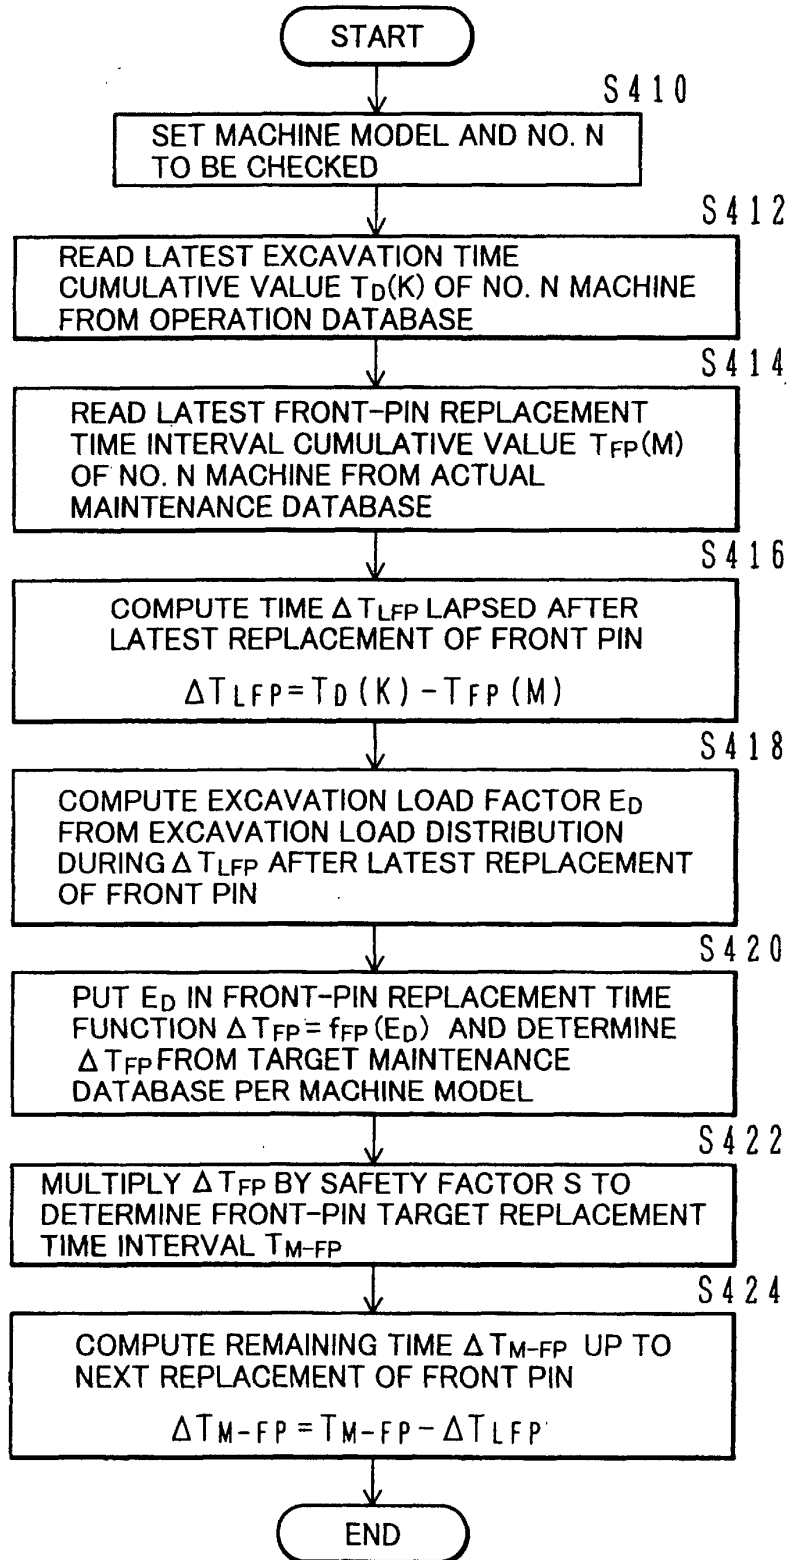 START
S410
SET MACHINE MODEL AND NO. N
TO BE CHECKED
S412
READ LATEST EXCAVATION TIME
CUMULATIVE VALUE TD(K) OF NO. N MACHINE
FROM OPERATION DATABASE
S414
READ LATEST FRONT-PIN REPLACEMENT
TIME INTERVAL CUMULATIVE VALUE TFP(M)
OF NO. N MACHINE FROM ACTUAL
MAINTENANCE DATABASE
S416
COMPUTE TIME ΔTLFP LAPSED AFTER
LATEST REPLACEMENT OF FRONT PIN
ΔTLFP=TD(K)-TFP(M)
S418
COMPUTE EXCAVATION LOAD FACTOR ED
FROM EXCAVATION LOAD DISTRIBUTION
DURING ΔTLFP AFTER LATEST REPLACEMENT
OF FRONT PIN
S420
PUT ED IN FRONT-PIN REPLACEMENT TIME
FUNCTION ΔTFP=fFP(ED) AND DETERMINE
ΔTFP FROM TARGET MAINTENANCE
DATABASE PER MACHINE MODEL
S422
MULTIPLY ΔTFP BY SAFETY FACTOR S TO
DETERMINE FRONT-PIN TARGET REPLACEMENT
TIME INTERVAL TM-FP
S424
COMPUTE REMAINING TIME ΔTM-FP UP TO
NEXT REPLACEMENT OF FRONT PIN
ΔTM-FP=TM-FP-ΔTLFP
END